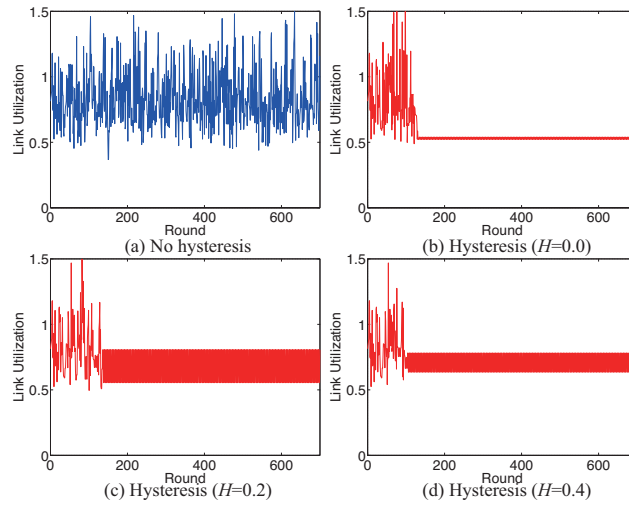 1.5
1
0.5
0
Link Utilization
0 200 400 600
Round
(a) No hysteresis
1.5
1
0.5
0
Link Utilization
0 200 400 600
Round
(b) Hysteresis (H=0.0)
1.5
1
0.5
0
Link Utilization
0 200 400 600
Round
(c) Hysteresis (H=0.2)
1.5
1
0.5
0
Link Utilization
0 200 400 600
Round
(d) Hysteresis (H=0.4)